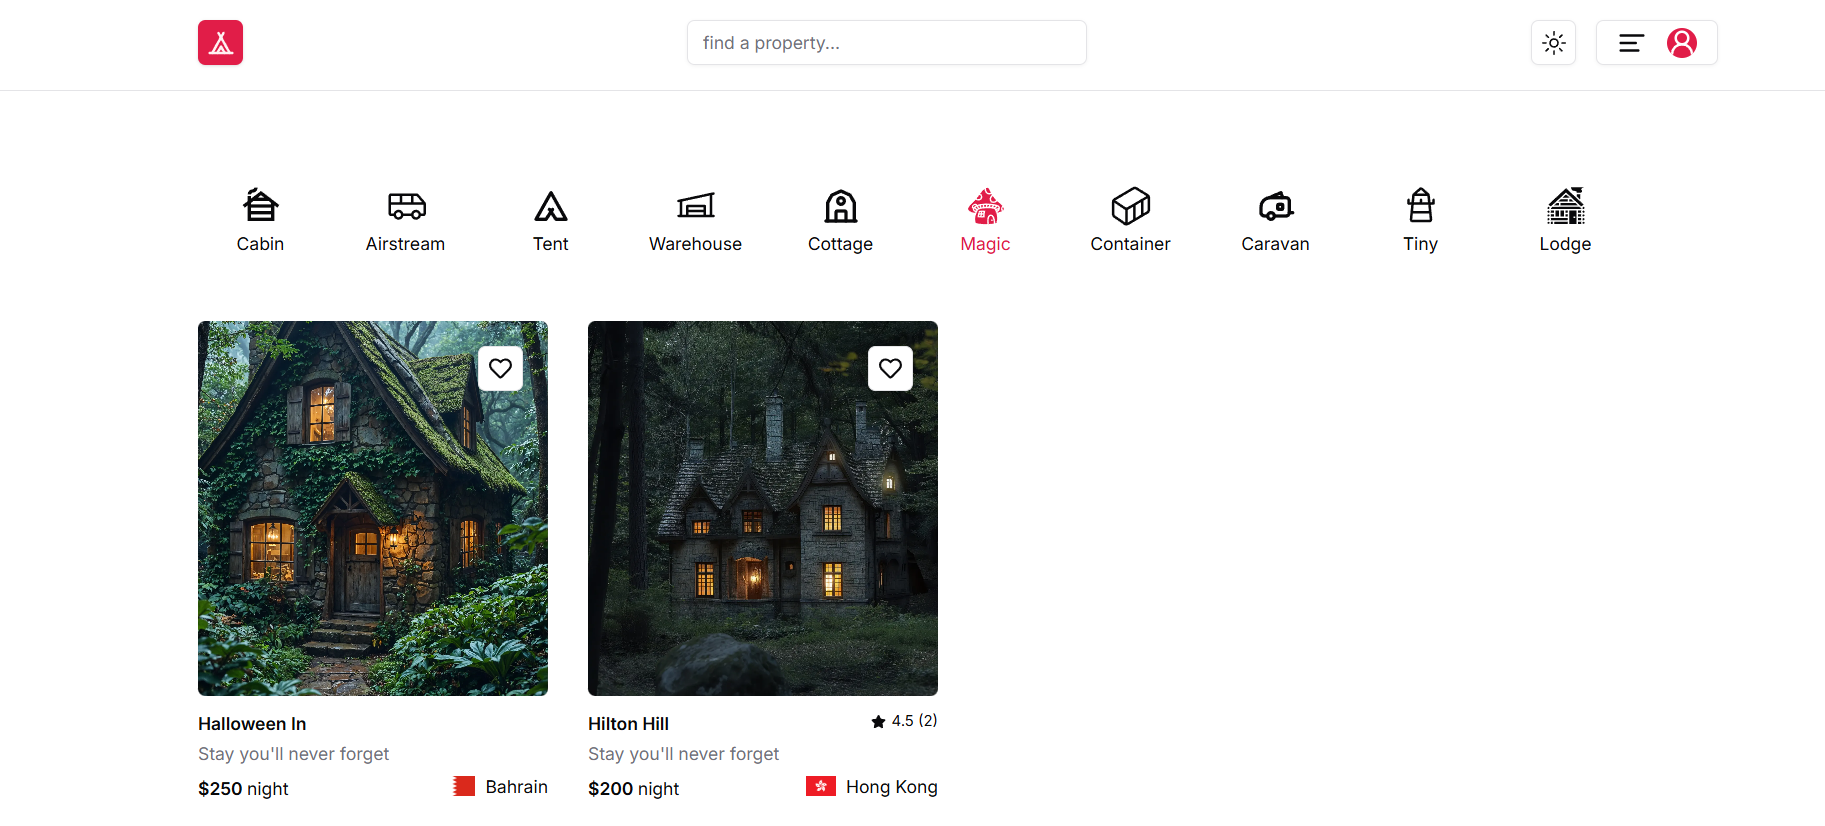 find a property...
Cabin
Airstream
Tent
Warehouse
Cottage
Magic
Container
Caravan
Tiny
Lodge
Halloween In
Stay you'll never forget
$250 night
Bahrain
Hilton Hill
4.5 (2)
Stay you'll never forget
$200 night
Hong Kong